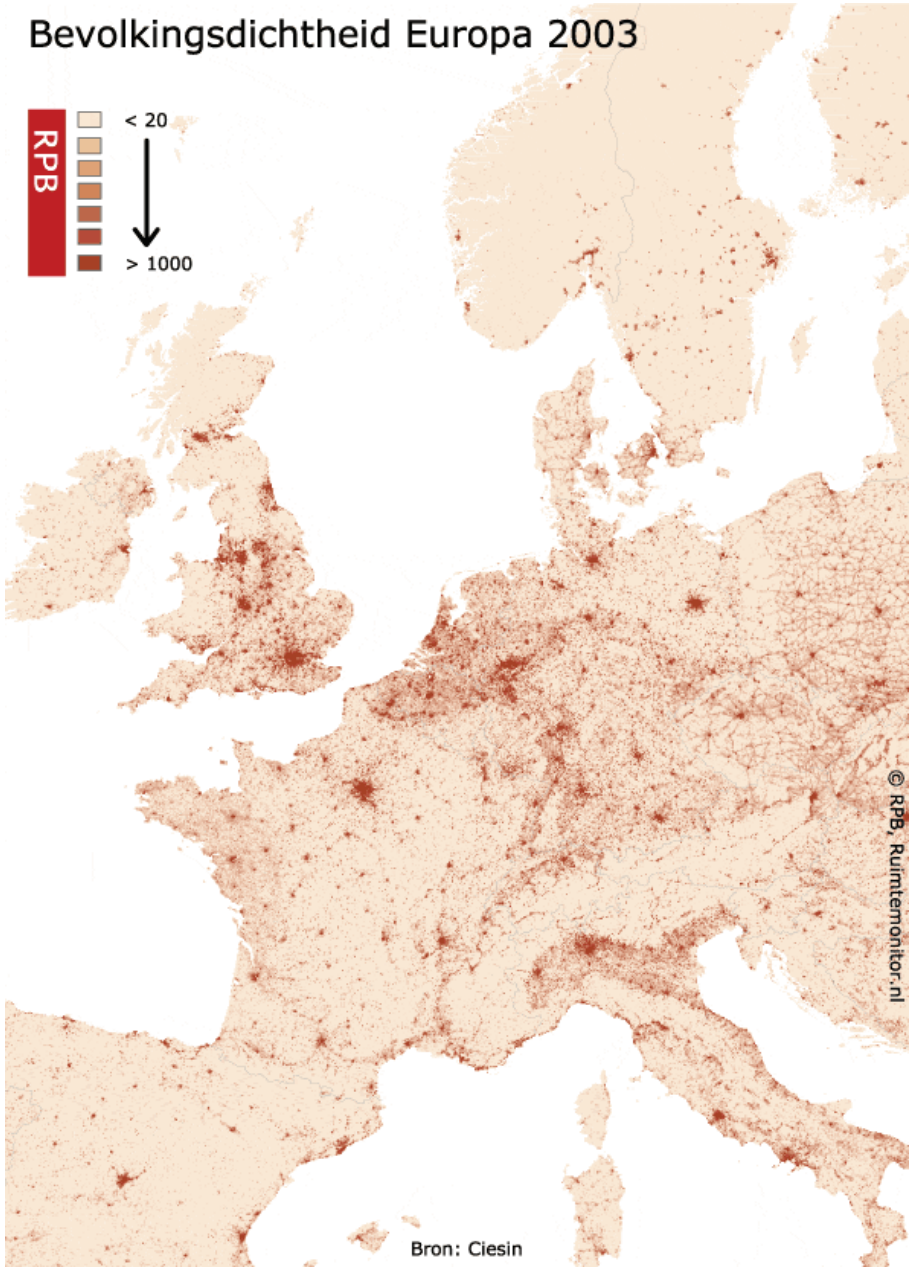 Bevolkingsdichtheid Europa 2003
RPB
< 20
> 1000
© RPB, Ruimtemonitor.nl
Bron: Ciesin